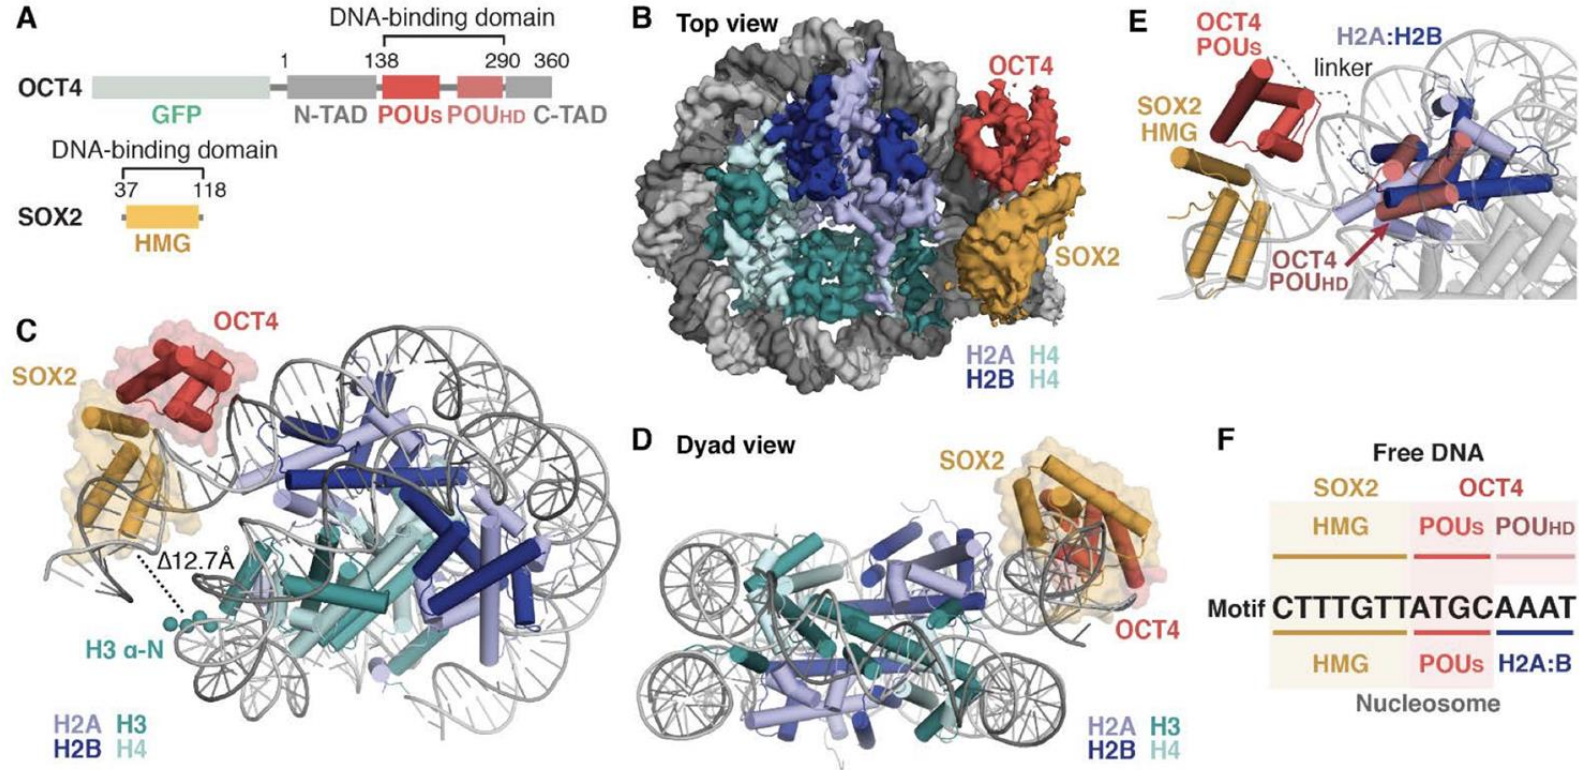 A
DNA-binding domain
1 138 290 360
OCT4
GFP N-TAD POUS POUHD C-TAD
DNA-binding domain
37 118
SOX2
HMG
B Top view
OCT4
SOX2
H2A H4
H2B H4
C
OCT4
SOX2
Δ12.7Å
H3 α-N
H2A H3
H2B H4
D Dyad view
SOX2
OCT4
H2A H3
H2B H4
E
OCT4
POUS
H2A:H2B
linker
SOX2
HMG
OCT4
POUHD
F
Free DNA
SOX2 OCT4
HMG POUS POUHD
Motif CTTTGTTATGCAAAT
HMG POUS H2A:B
Nucleosome